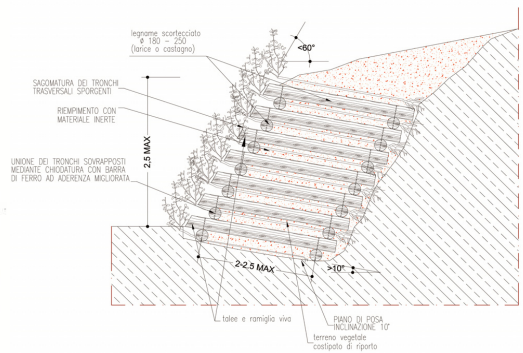 legname scortecciato
Φ 180 - 250
(larice o castagno)
<60°
SAGOMATURA DEI TRONCHI
TRASVERSALI SPORGENTI
RIEMPIMENTO CON
MATERIALE INERTE
2,5 MAX
UNIONE DEI TRONCHI SOVRAPPOSTI
MEDIANTE CHIODATURA CON BARRA
DI FERRO AD ADERENZA MIGLIORATA
2-2.5 MAX
>10°
talee e ramiglia viva
PIANO DI POSA
INCLINAZIONE 10°
terreno vegetale
costipato di riporto